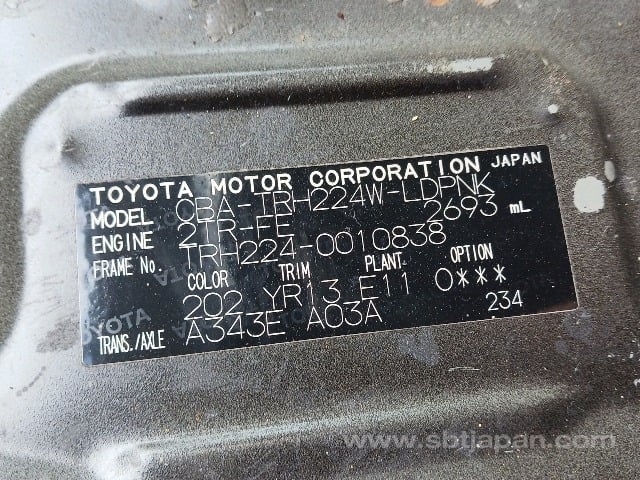 TOYOTA MOTOR CORPORATION JAPAN
MODEL CBA-TRH224W-LDPNK
ENGINE 2TR-FE 2693 mL
FRAME No. TRH224-0010838
COLOR TRIM PLANT OPTION
202 YR13 E11 0***
TRANS./AXLE A343E A03A 234
www.sbtjapan.com